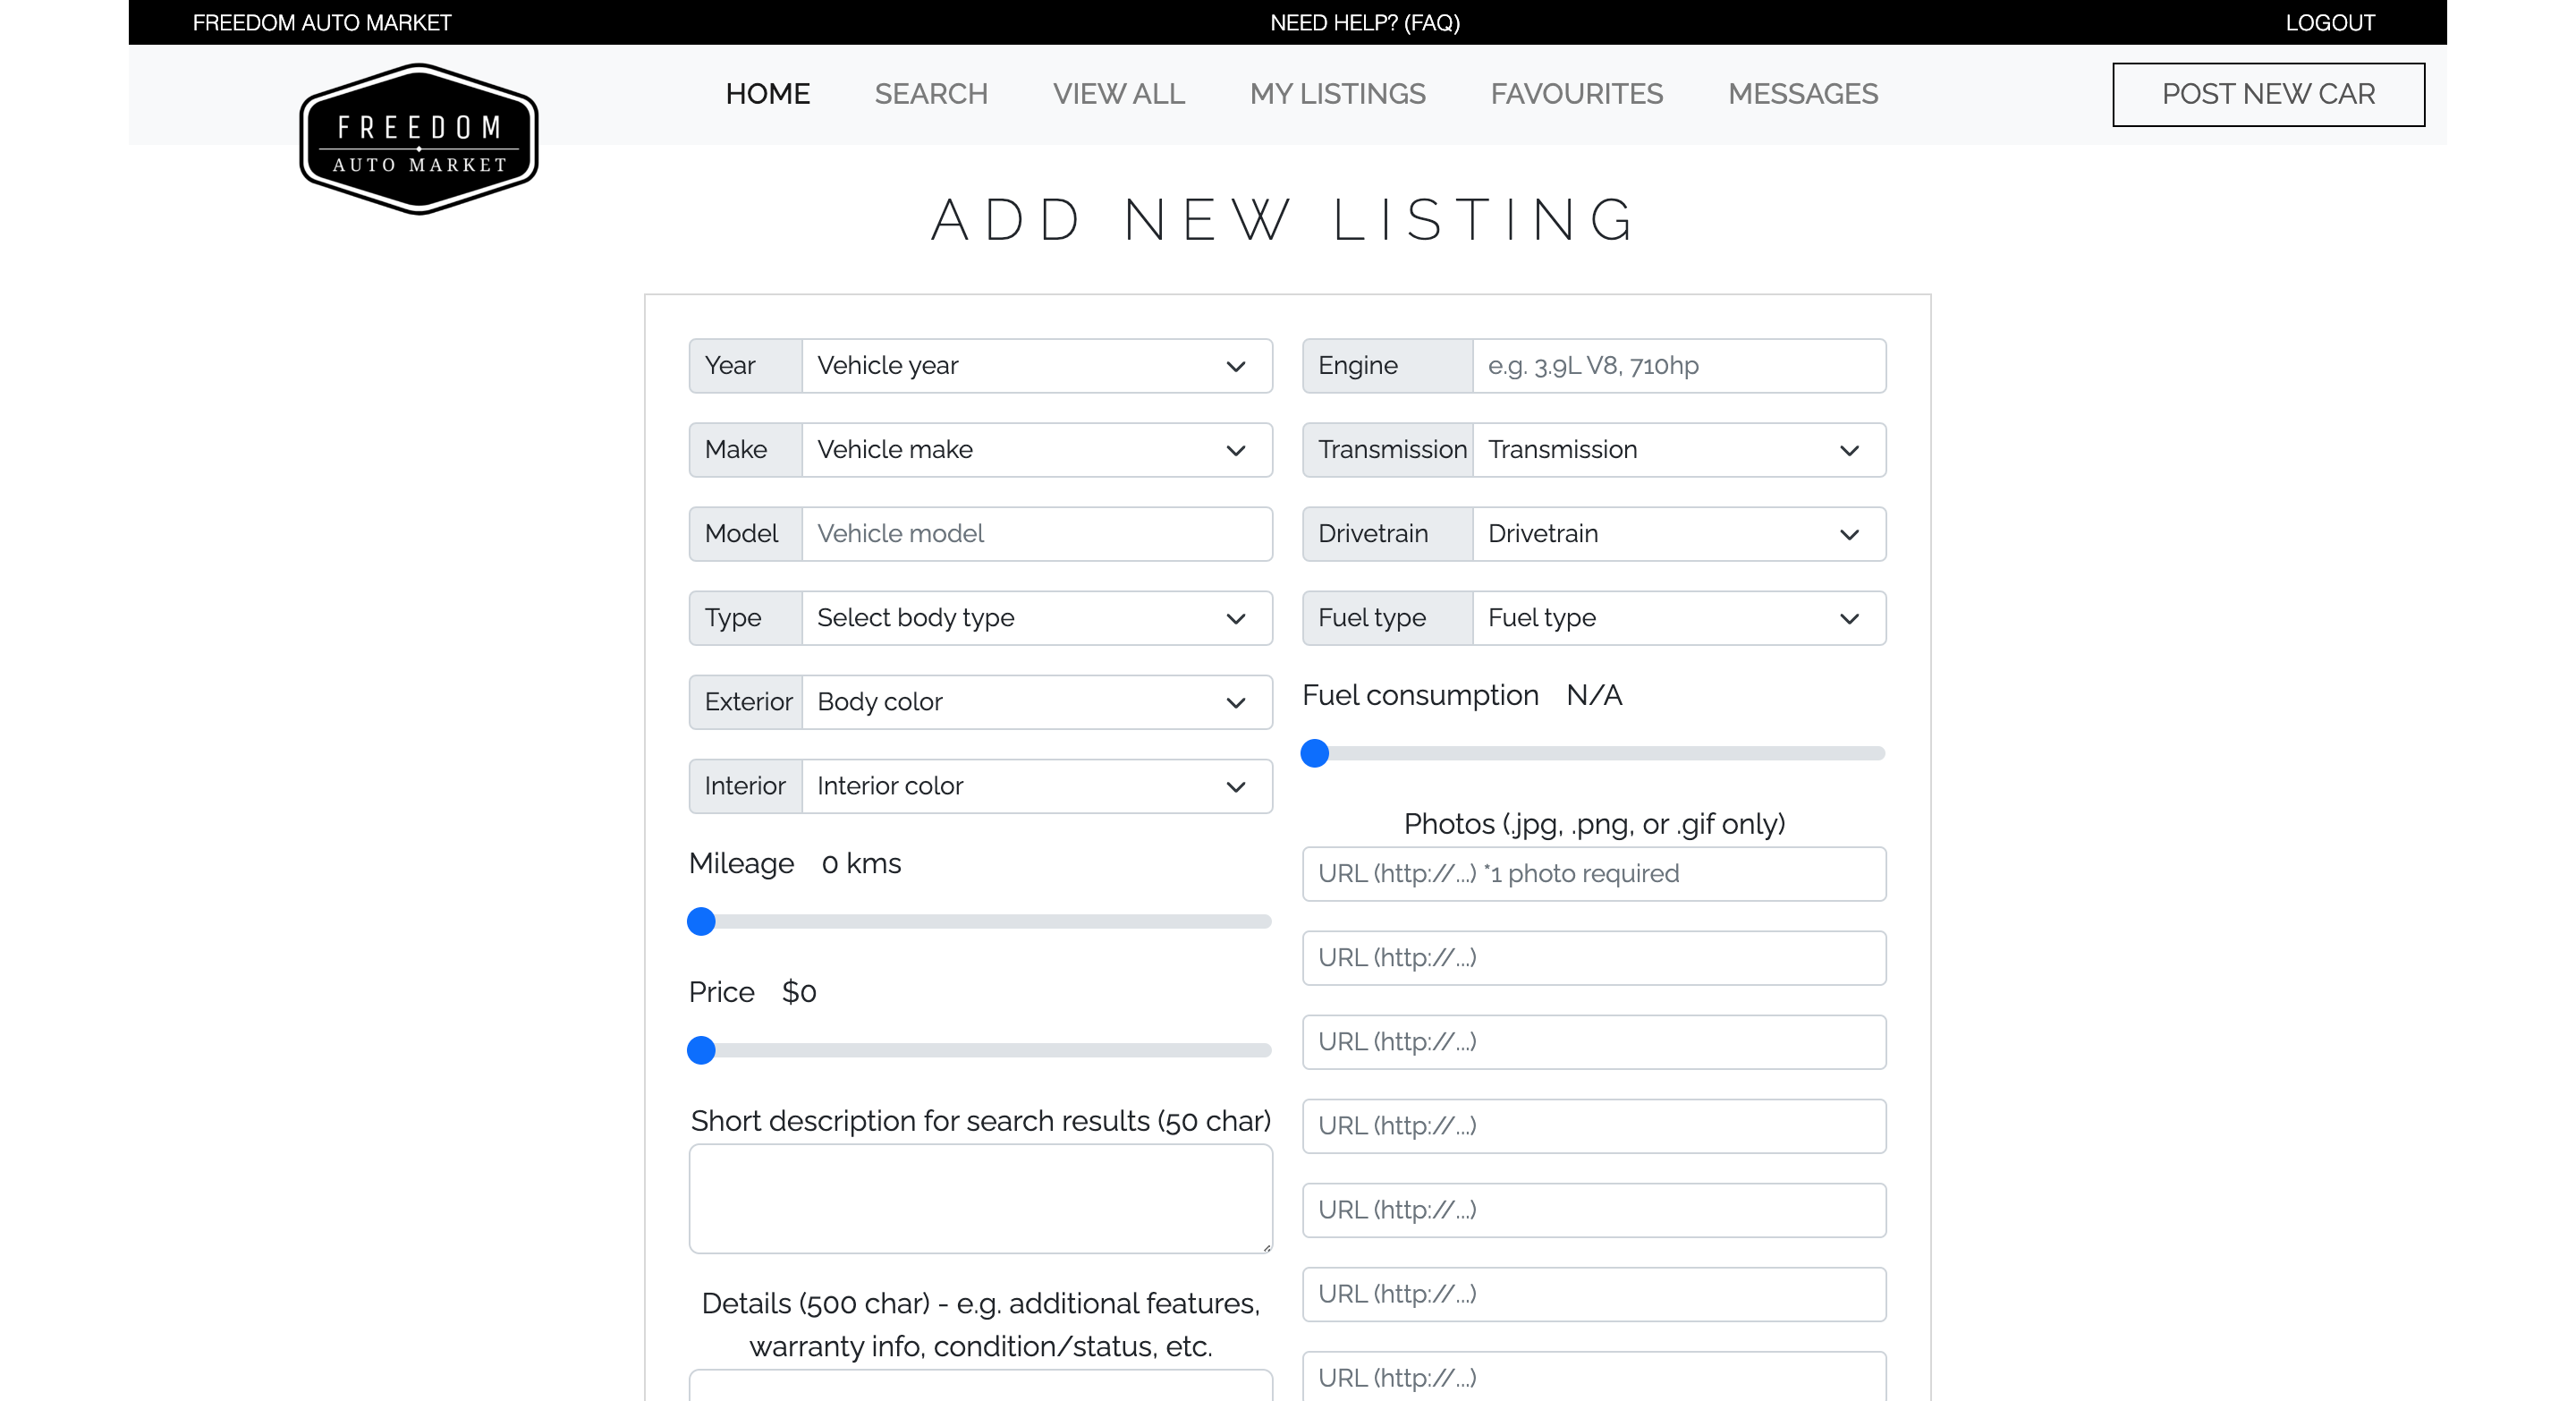 FREEDOM AUTO MARKET
NEED HELP? (FAQ)
LOGOUT
FREEDOM
AUTO MARKET
HOME
SEARCH
VIEW ALL
MY LISTINGS
FAVOURITES
MESSAGES
POST NEW CAR
ADD NEW LISTING
Year
Vehicle year
Make
Vehicle make
Model
Vehicle model
Type
Select body type
Exterior
Body color
Interior
Interior color
Mileage 0 kms
Price $0
Short description for search results (50 char)
Details (500 char) - e.g. additional features,
warranty info, condition/status, etc.
Engine
e.g. 3.9L V8, 710hp
Transmission
Transmission
Drivetrain
Drivetrain
Fuel type
Fuel type
Fuel consumption N/A
Photos (.jpg, .png, or .gif only)
URL (http://...) *1 photo required
URL (http://...)
URL (http://...)
URL (http://...)
URL (http://...)
URL (http://...)
URL (http://...)